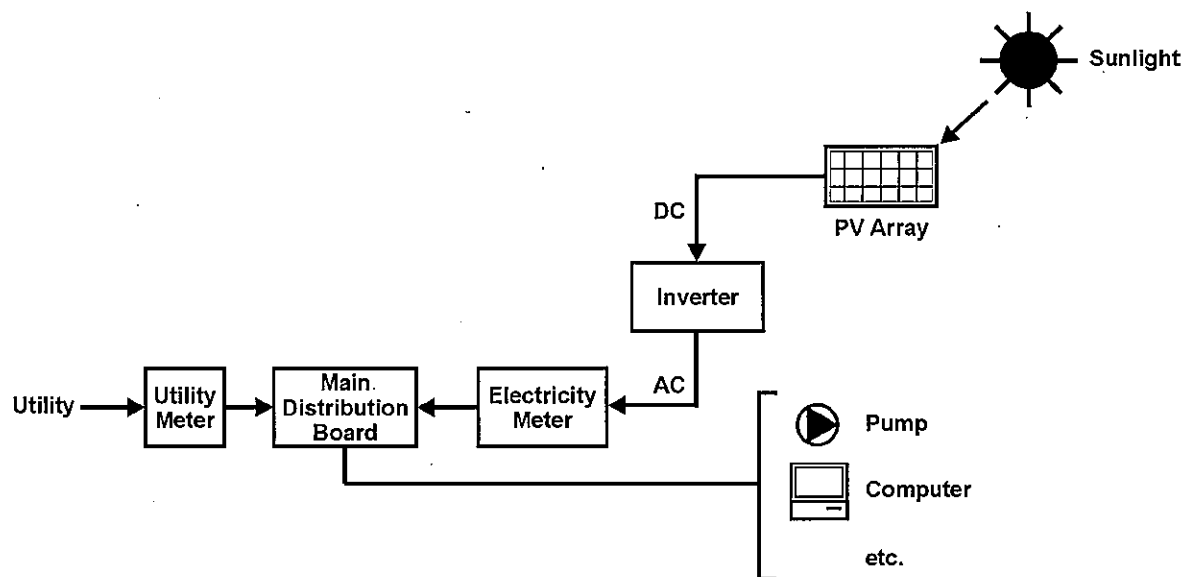 Sunlight
PV Array
DC
Inverter
AC
Utility
Utility
Meter
Main
Distribution
Board
Electricity
Meter
Pump
Computer
etc.